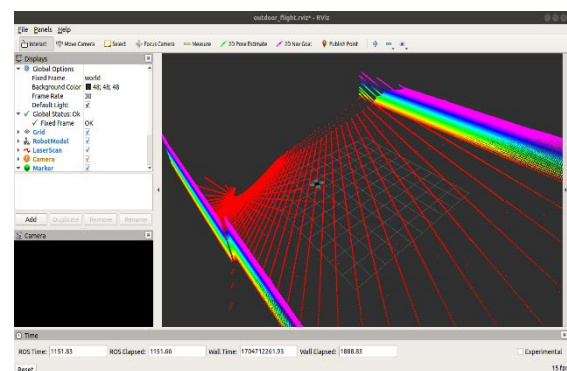 outdoor_flight.rviz* - RViz
File Panels Help
Interact Move Camera Select Focus Camera Measure 2D Pose Estimate 2D Nav Goal Publish Point
Displays
Global Options
Fixed Frame world
Background Color 48; 48; 48
Frame Rate 30
Default Light
Global Status: Ok
Fixed Frame OK
Grid
RobotModel
LaserScan
Camera
Marker
Add Duplicate Remove Rename
Camera
Time
ROS Time: 1151.83 ROS Elapsed: 1151.66 Wall Time: 1704712261.93 Wall Elapsed: 1888.83 Experimental
Reset 15 fps